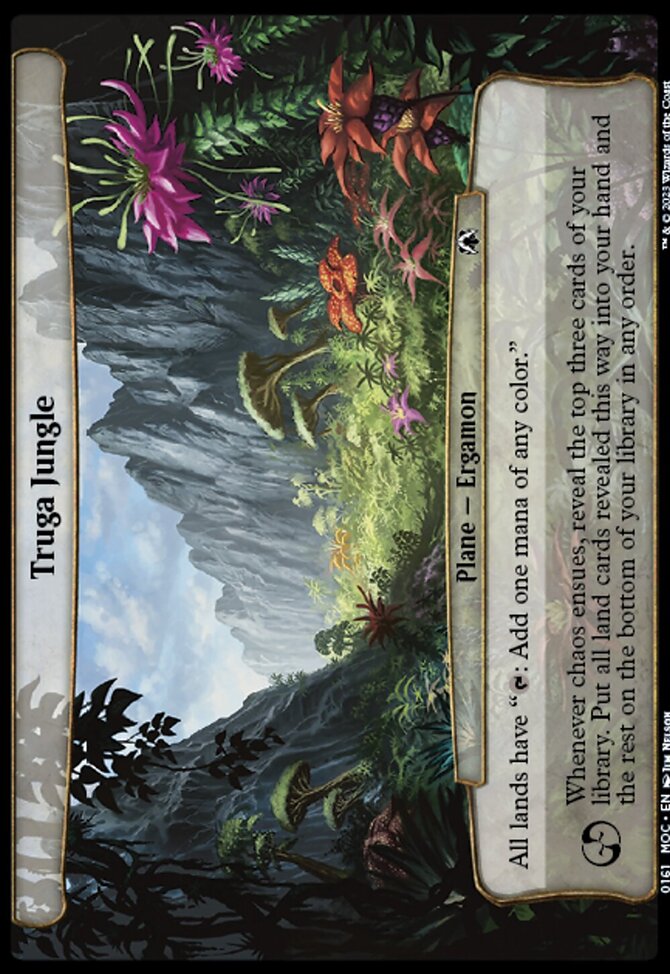 Truga Jungle
Plane — Ergamon
All lands have “: Add one mana of any color.”
Whenever chaos ensues, reveal the top three cards of your
library. Put all land cards revealed this way into your hand and
the rest on the bottom of your library in any order.
0161 MOC • EN Jim Nelson
™ & © 2023 Wizards of the Coast